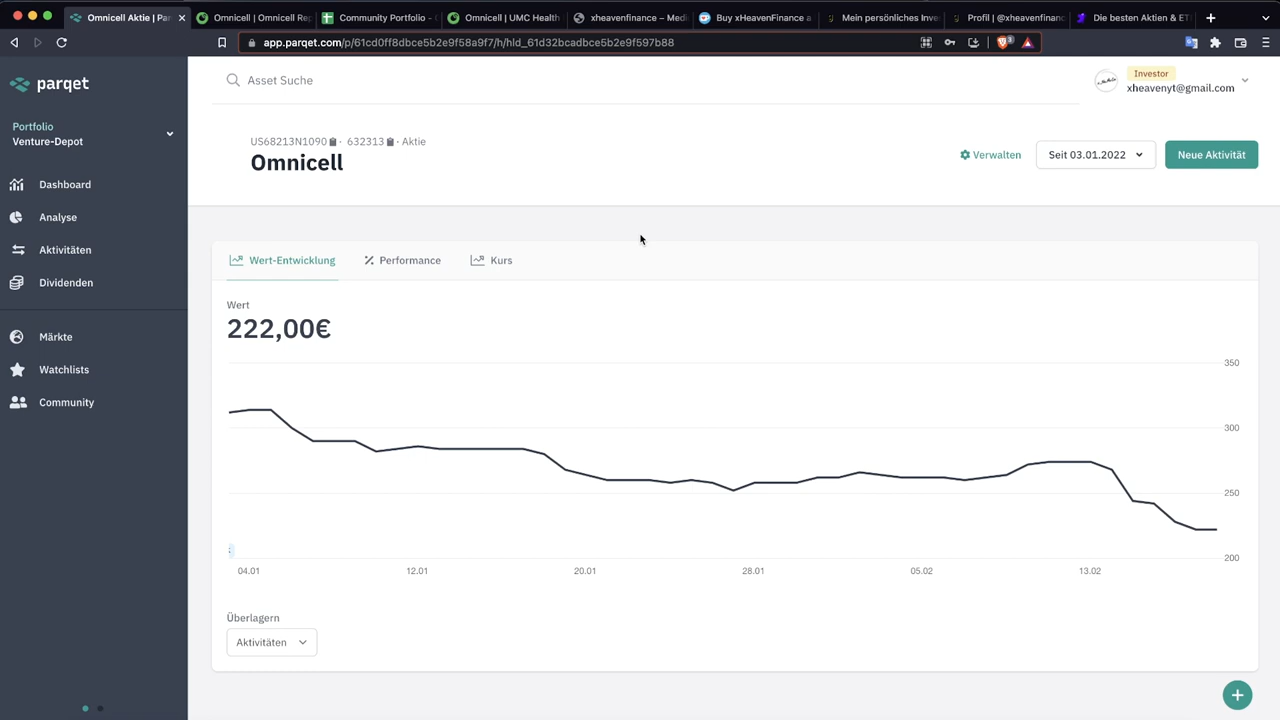 Omnicell Aktie | Par
Omnicell | Omnicell Rep
Community Portfolio - G
Omnicell | UMC Health
xheavenfinance – Medi
Buy xHeavenFinance a
Mein persönliches Inve
Profil | @xheavenfinanc
Die besten Aktien & ET
app.parqet.com/p/61cd0ff8dbce5b2e9f58a9f7/h/hld_61d32bcadbce5b2e9f597b88
parqet
Portfolio
Venture-Depot
Dashboard
Analyse
Aktivitäten
Dividenden
Märkte
Watchlists
Community
Asset Suche
Investor
xheavenyt@gmail.com
US68213N1090 · 632313 · Aktie
Omnicell
Verwalten
Seit 03.01.2022
Neue Aktivität
Wert-Entwicklung
Performance
Kurs
Wert
222,00€
350
300
250
200
04.01
12.01
20.01
28.01
05.02
13.02
Überlagern
Aktivitäten